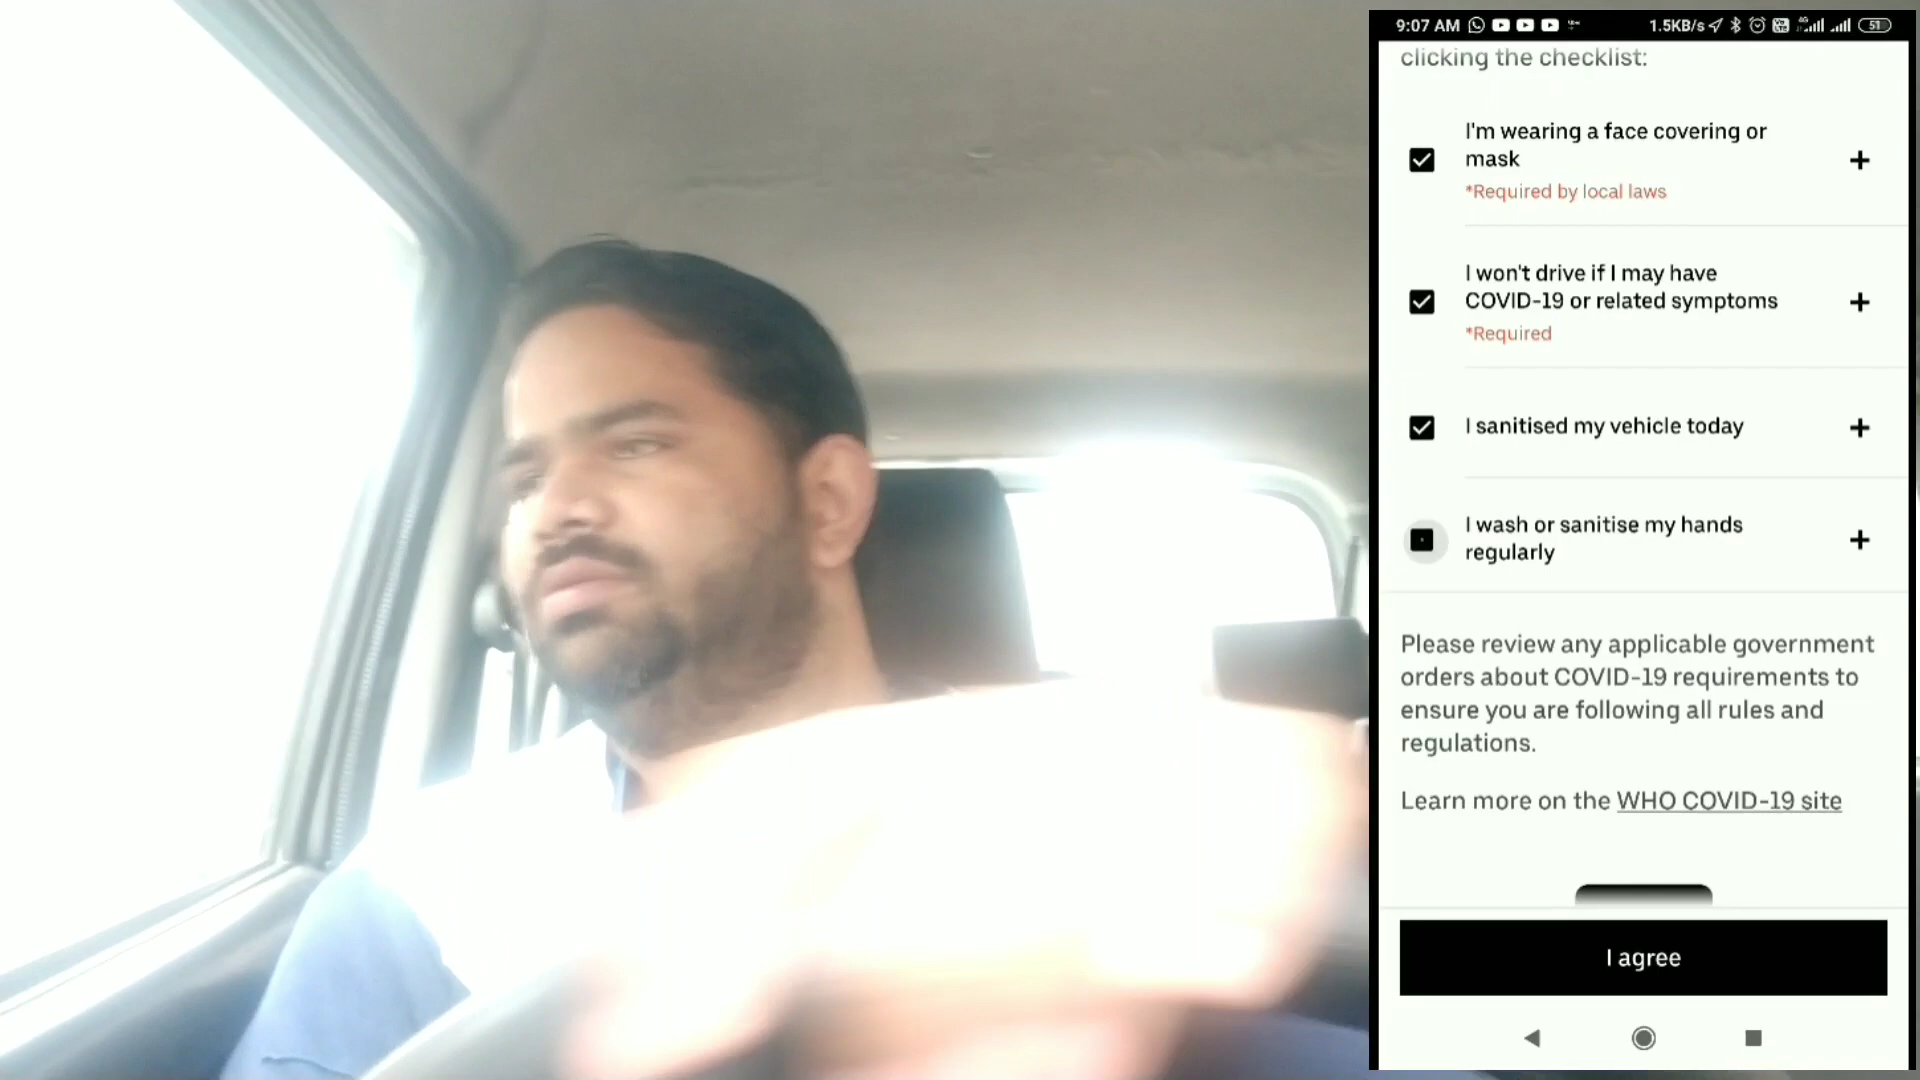 9:07 AM
1.5KB/s
4G
51
clicking the checklist:
I'm wearing a face covering or
mask
*Required by local laws
I won't drive if I may have
COVID-19 or related symptoms
*Required
I sanitised my vehicle today
I wash or sanitise my hands
regularly
Please review any applicable government
orders about COVID-19 requirements to
ensure you are following all rules and
regulations.
Learn more on the WHO COVID-19 site
I agree